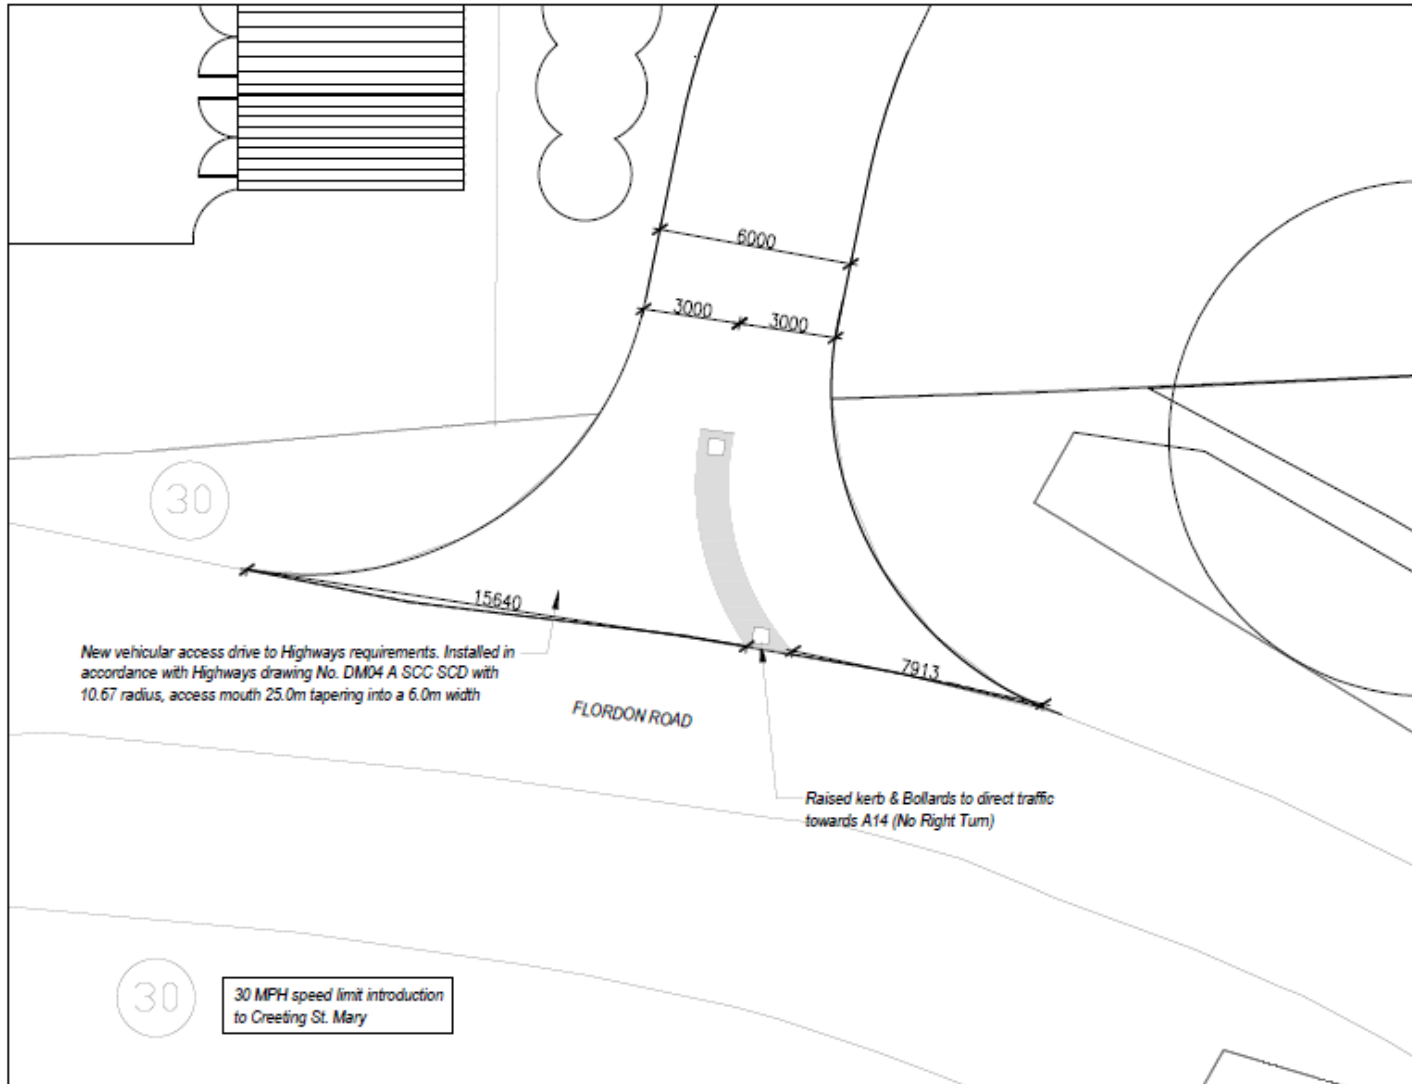 6000
3000
3000
30
15640
New vehicular access drive to Highways requirements. Installed in
accordance with Highways drawing No. DM04 A SCC SCD with
10.67 radius, access mouth 25.0m tapering into a 6.0m width
7913
FLORDON ROAD
Raised kerb & Bollards to direct traffic
towards A14 (No Right Turn)
30
30 MPH speed limit introduction
to Creeting St. Mary